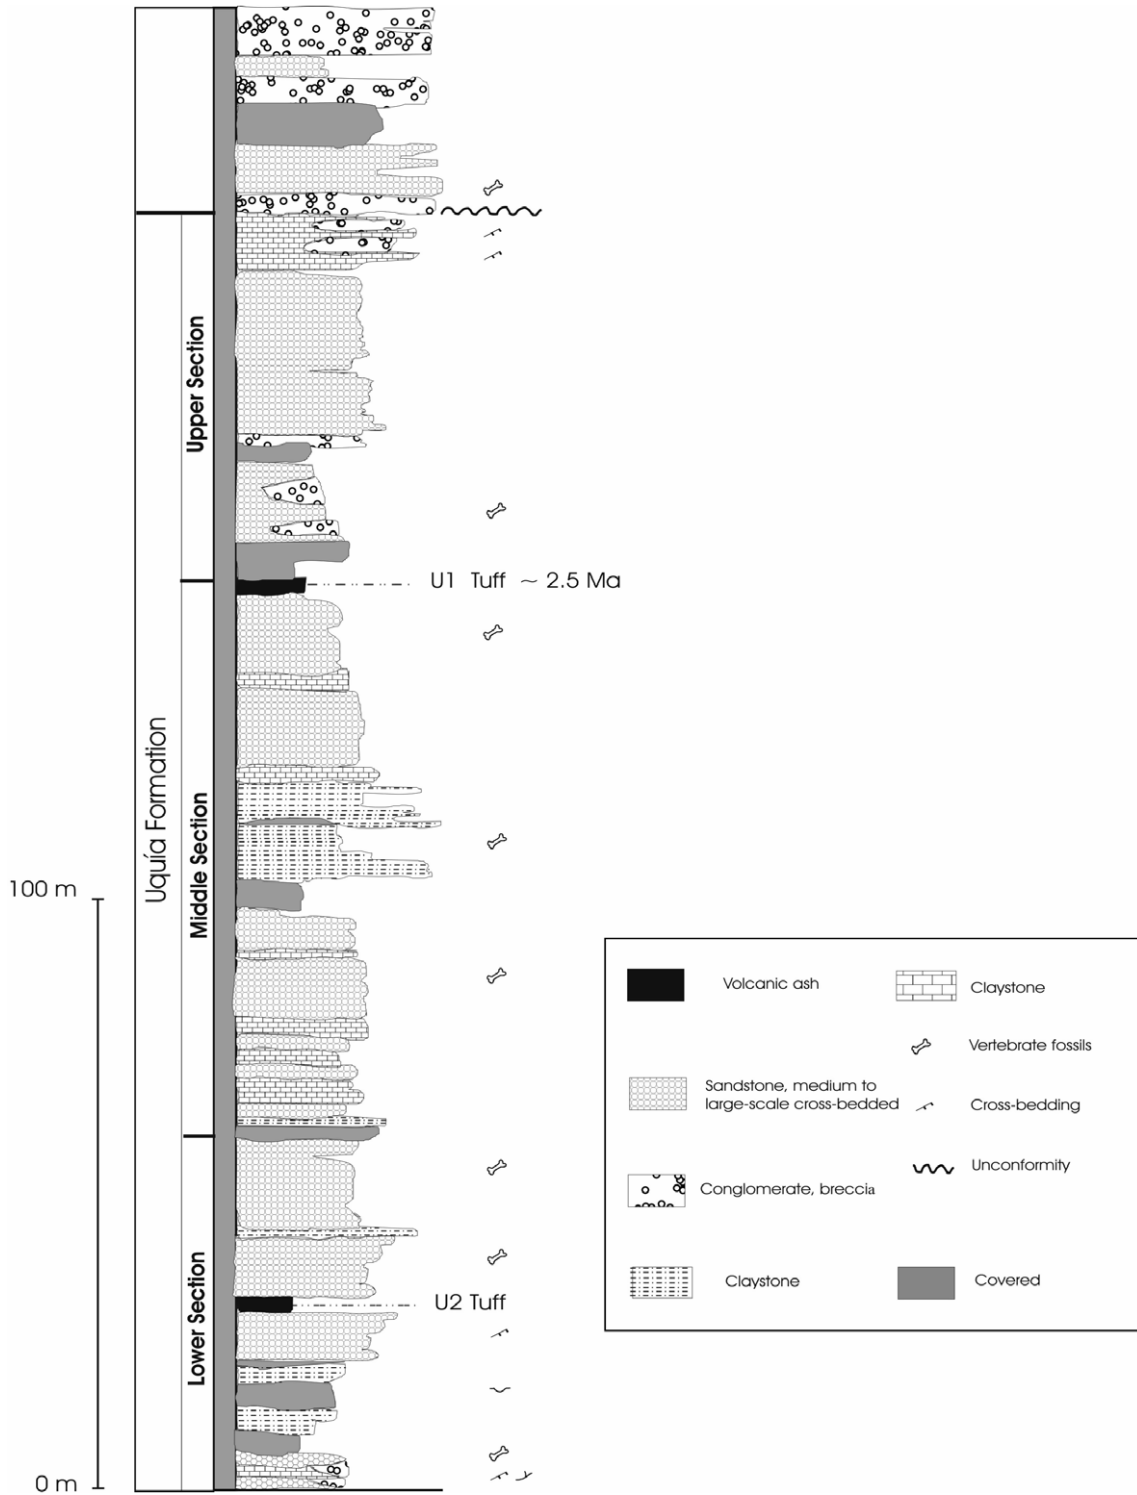 Upper Section
U1 Tuff ~ 2.5 Ma
Uquía Formation
Middle Section
100 m
Volcanic ash
Claystone
Vertebrate fossils
Sandstone, medium to
large-scale cross-bedded
Cross-bedding
Unconformity
Conglomerate, breccia
Claystone
Covered
Lower Section
U2 Tuff
0 m